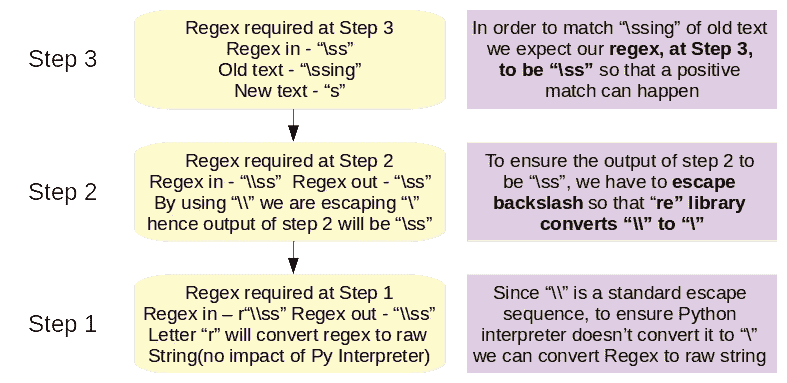 Step 3
Regex required at Step 3
Regex in - “\ss”
Old text - “\ssing”
New text - “s”
In order to match “\ssing” of old text
we expect our regex, at Step 3,
to be “\ss” so that a positive
match can happen
Step 2
Regex required at Step 2
Regex in - “\\ss”  Regex out - “\ss”
By using “\\” we are escaping “\”
hence output of step 2 will be “\ss”
To ensure the output of step 2 to
be “\ss”, we have to escape
backslash so that “re” library
converts “\\” to “\”
Step 1
Regex required at Step 1
Regex in – r“\\ss” Regex out - “\\ss”
Letter “r” will convert regex to raw
String(no impact of Py Interpreter)
Since “\\” is a standard escape
sequence, to ensure Python
interpreter doesn’t convert it to “\”
we can convert Regex to raw string